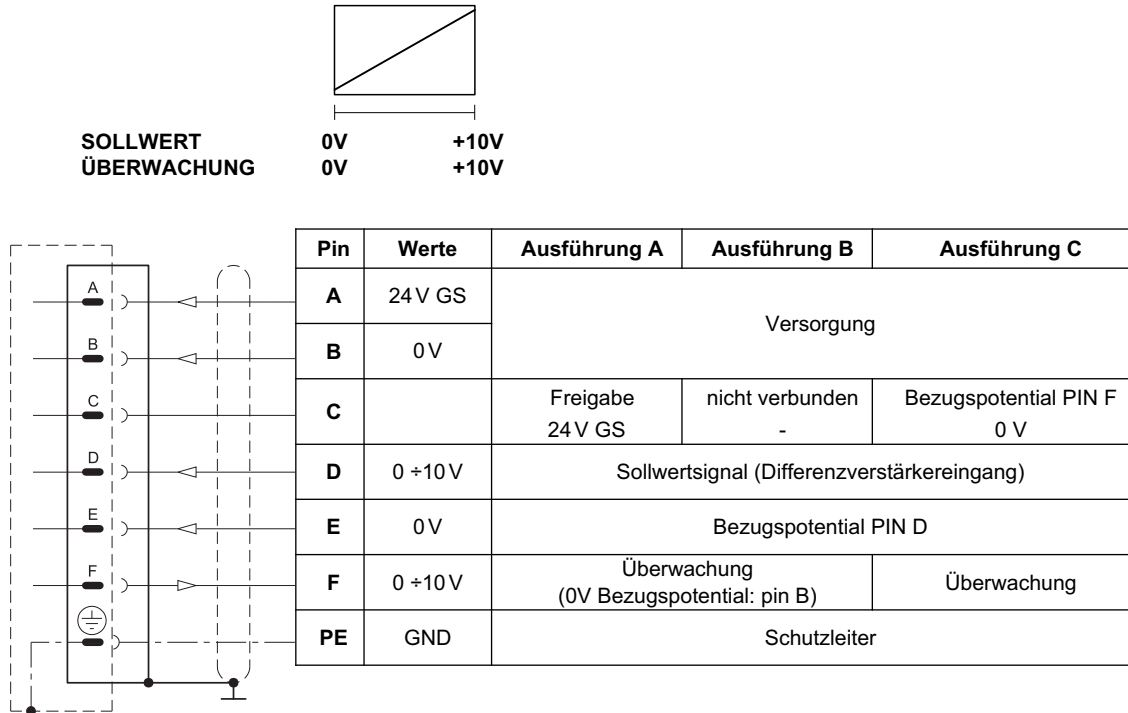 SOLLWERT 0V +10V
ÜBERWACHUNG 0V +10V
Pin Werte Ausführung A Ausführung B Ausführung C
A A 24 V GS Versorgung
B B 0 V
C C Freigabe nicht verbunden Bezugspotential PIN F
24 V GS - 0 V
D D 0 ÷10 V Sollwertsignal (Differenzverstärkereingang)
E E 0 V Bezugspotential PIN D
F F 0 ÷10 V Überwachung Überwachung
(0V Bezugspotential: pin B)
PE GND Schutzleiter